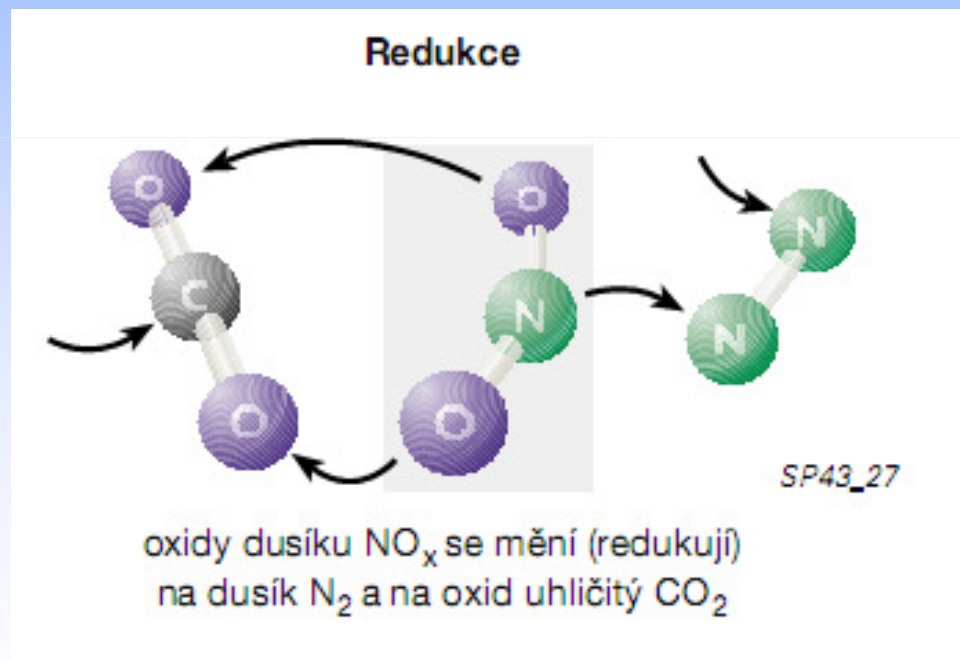 Redukce
O
O
C
N
N
N
O
O
SP43_27
oxidy dusíku NOₓ se mění (redukují)
na dusík N₂ a na oxid uhličitý CO₂